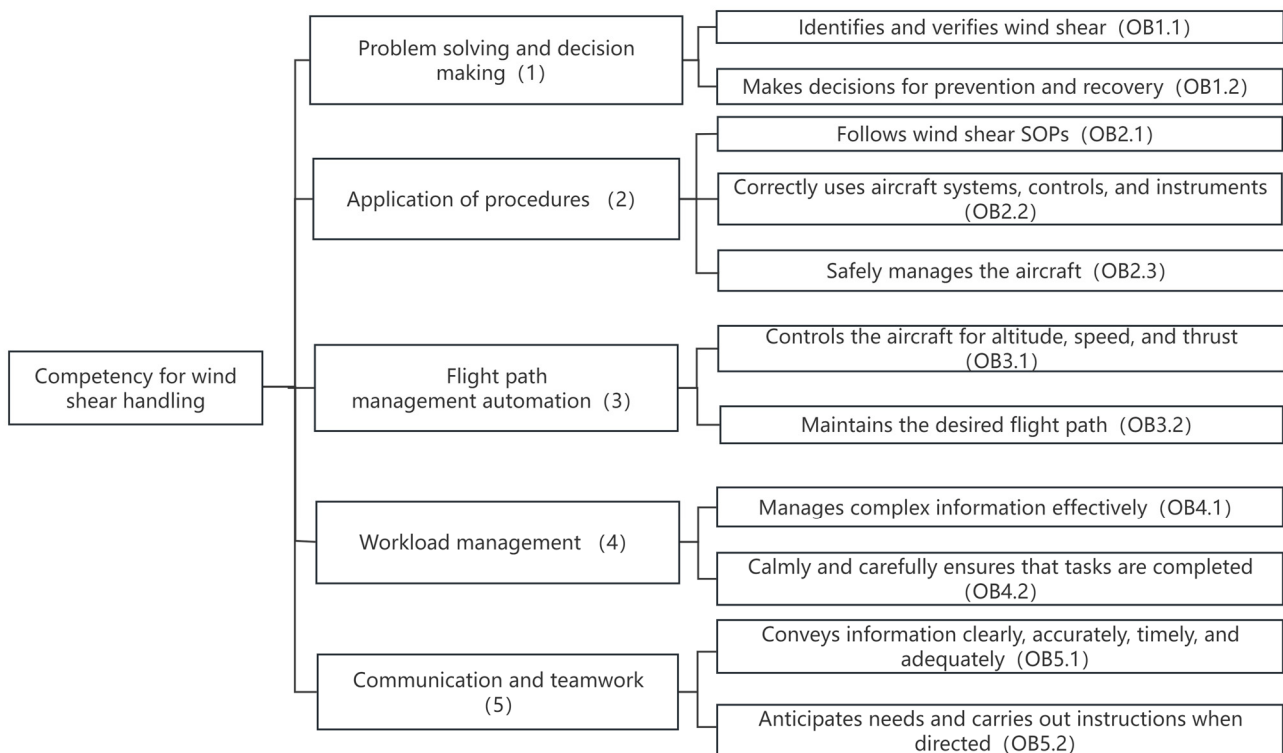 Competency for wind
shear handling
Problem solving and decision
making（1）
Identifies and verifies wind shear（OB1.1）
Makes decisions for prevention and recovery（OB1.2）
Application of procedures （2）
Follows wind shear SOPs（OB2.1）
Correctly uses aircraft systems, controls, and instruments
（OB2.2）
Safely manages the aircraft（OB2.3）
Flight path
management automation（3）
Controls the aircraft for altitude, speed, and thrust
（OB3.1）
Maintains the desired flight path（OB3.2）
Workload management （4）
Manages complex information effectively（OB4.1）
Calmly and carefully ensures that tasks are completed
（OB4.2）
Communication and teamwork
（5）
Conveys information clearly, accurately, timely, and
adequately（OB5.1）
Anticipates needs and carries out instructions when
directed（OB5.2）